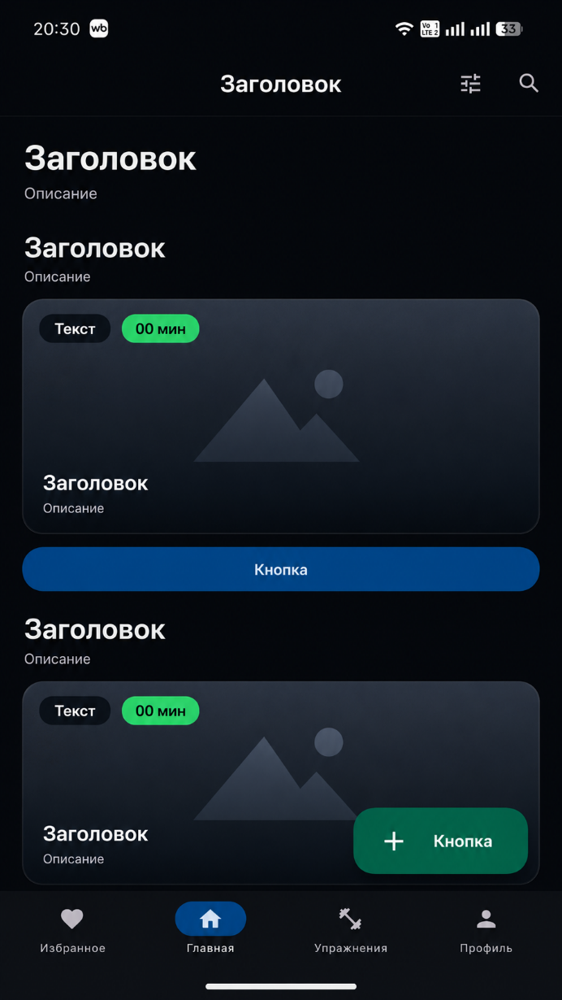 20:30 wb Vo 1 LTE 2 33
Заголовок
Заголовок
Описание
Заголовок
Описание
Текст 00 мин
Заголовок
Описание
Кнопка
Заголовок
Описание
Текст 00 мин
Заголовок
Описание
+ Кнопка
Избранное Главная Упражнения Профиль